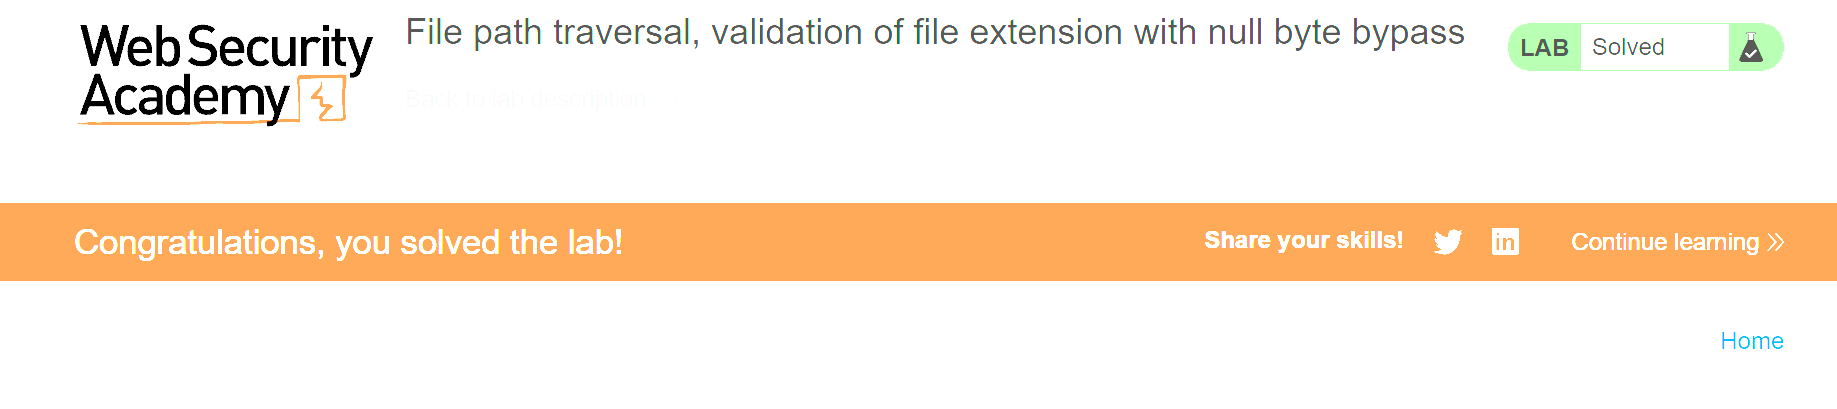 Web Security
Academy
File path traversal, validation of file extension with null byte bypass
LAB Solved
Back to lab description
Congratulations, you solved the lab!
Share your skills!
in
Continue learning
Home